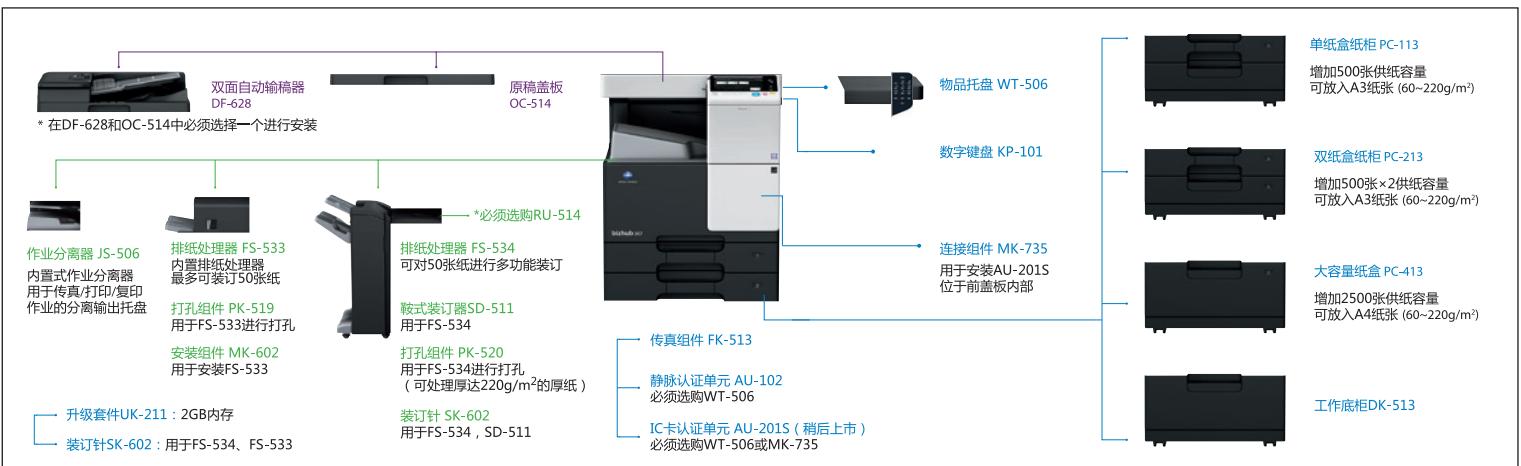 双面自动输稿器
DF-628
原稿盖板
OC-514
* 在DF-628和OC-514中必须选择一个进行安装
物品托盘 WT-506
数字键盘 KP-101
连接组件 MK-735
用于安装AU-201S
位于前盖板内部
单纸盒纸柜 PC-113
增加500张供纸容量
可放入A3纸张 (60~220g/m²)
双纸盒纸柜 PC-213
增加500张×2供纸容量
可放入A3纸张 (60~220g/m²)
大容量纸盒 PC-413
增加2500张供纸容量
可放入A4纸张 (60~220g/m²)
工作底柜DK-513
bizhub 367
作业分离器 JS-506
内置式作业分离器
用于传真/打印/复印
作业的分离输出托盘
排纸处理器 FS-533
内置排纸处理器
最多可装订50张纸
打孔组件 PK-519
用于FS-533进行打孔
安装组件 MK-602
用于安装FS-533
*必须选购RU-514
排纸处理器 FS-534
可对50张纸进行多功能装订
鞍式装订器SD-511
用于FS-534
打孔组件 PK-520
用于FS-534进行打孔
（可处理厚达220g/m²的厚纸）
装订针 SK-602
用于FS-534，SD-511
升级套件UK-211：2GB内存
装订针SK-602：用于FS-534、FS-533
传真组件 FK-513
静脉认证单元 AU-102
必须选购WT-506
IC卡认证单元 AU-201S（稍后上市）
必须选购WT-506或MK-735